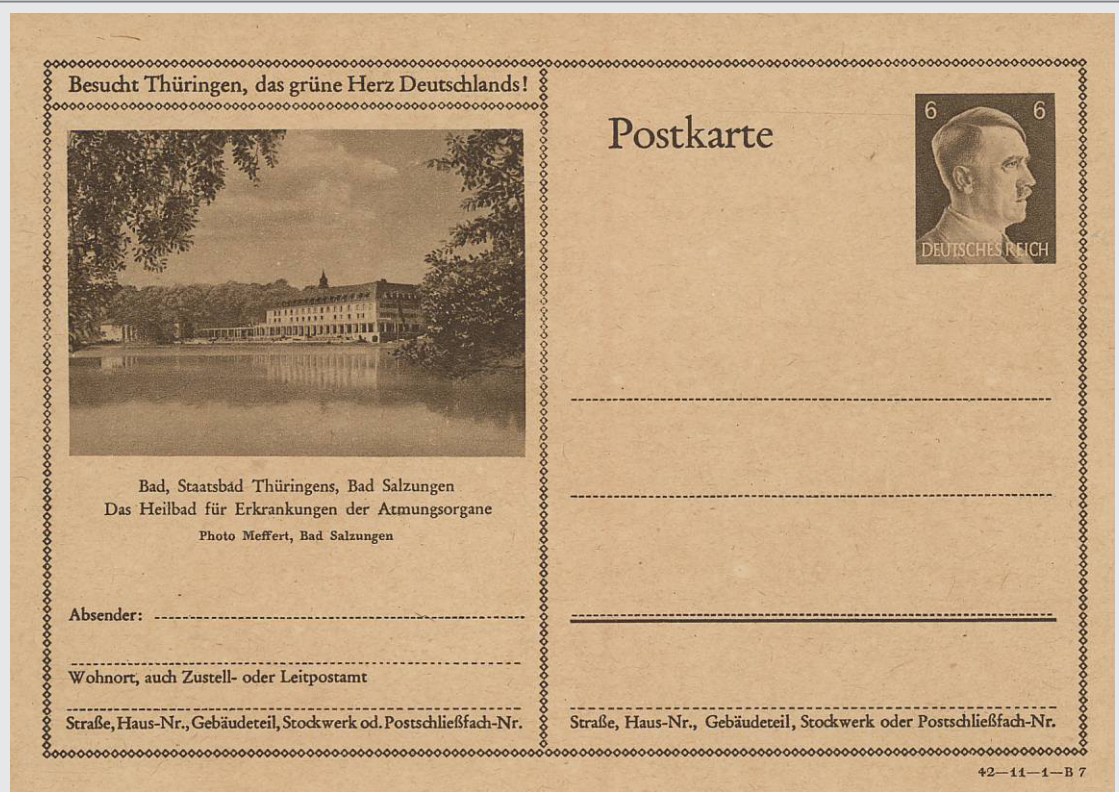 Besucht Thüringen, das grüne Herz Deutschlands!
Bad, Staatsbad Thüringens, Bad Salzungen
Das Heilbad für Erkrankungen der Atmungsorgane
Photo Meffert, Bad Salzungen
Absender:
Wohnort, auch Zustell- oder Leitpostamt
Straße, Haus-Nr., Gebäudeteil, Stockwerk od. Postschließfach-Nr.
Postkarte
6 6
DEUTSCHES REICH
Straße, Haus-Nr., Gebäudeteil, Stockwerk oder Postschließfach-Nr.
42—11—1—B 7